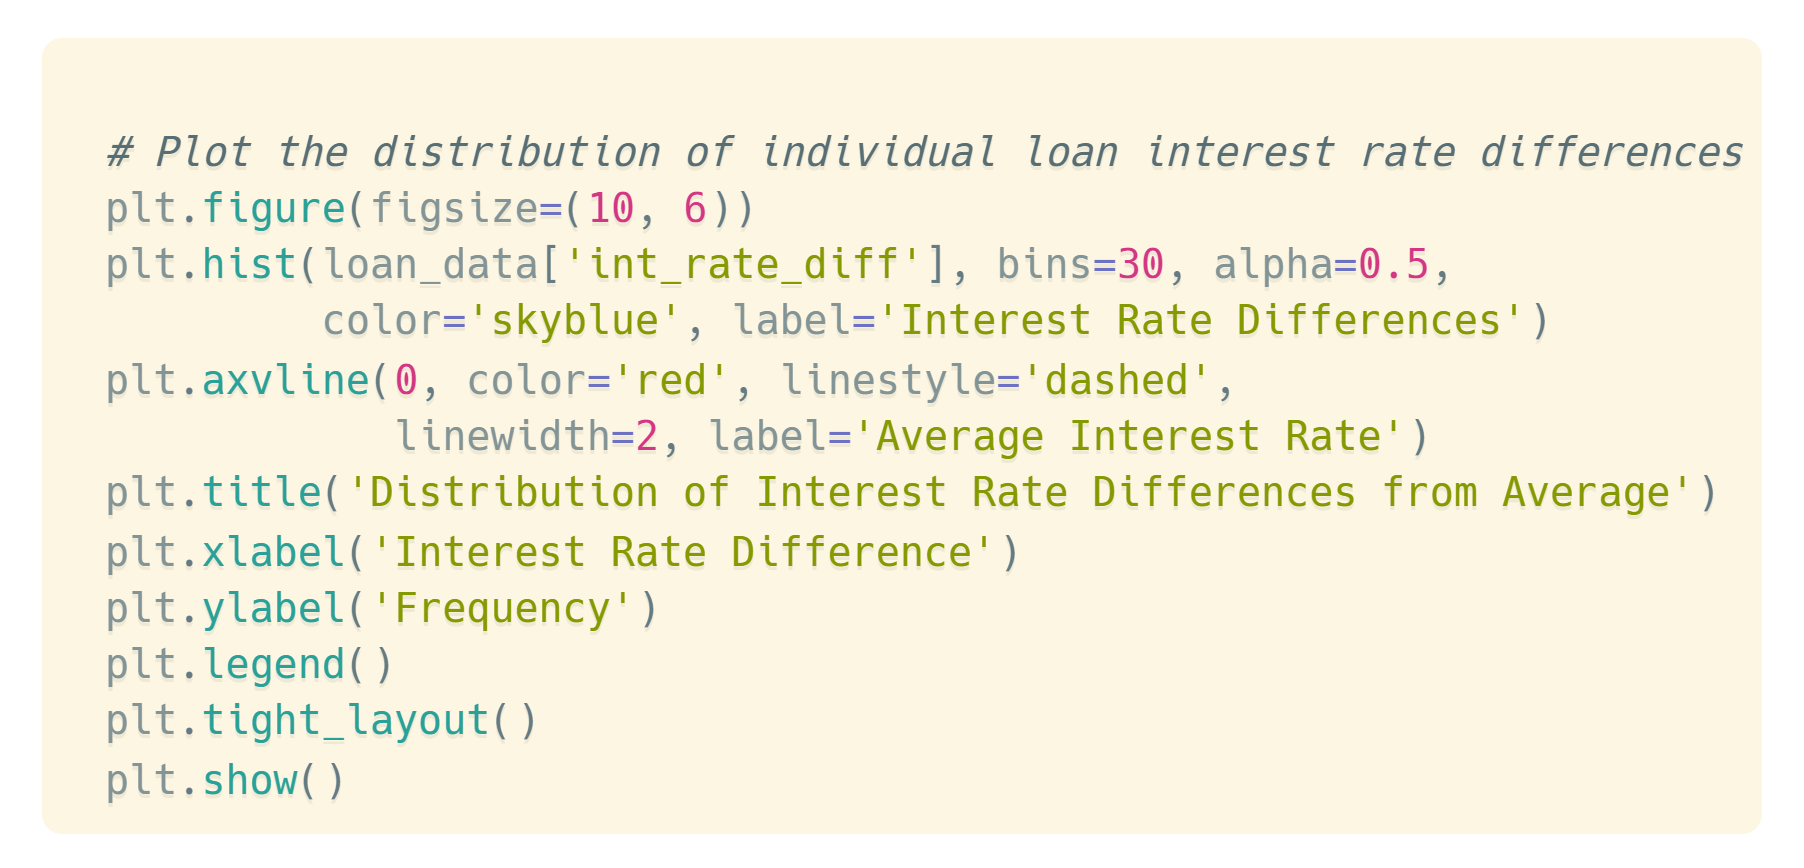 # Plot the distribution of individual loan interest rate differences
plt.figure(figsize=(10, 6))
plt.hist(loan_data['int_rate_diff'], bins=30, alpha=0.5,
         color='skyblue', label='Interest Rate Differences')
plt.axvline(0, color='red', linestyle='dashed',
            linewidth=2, label='Average Interest Rate')
plt.title('Distribution of Interest Rate Differences from Average')
plt.xlabel('Interest Rate Difference')
plt.ylabel('Frequency')
plt.legend()
plt.tight_layout()
plt.show()